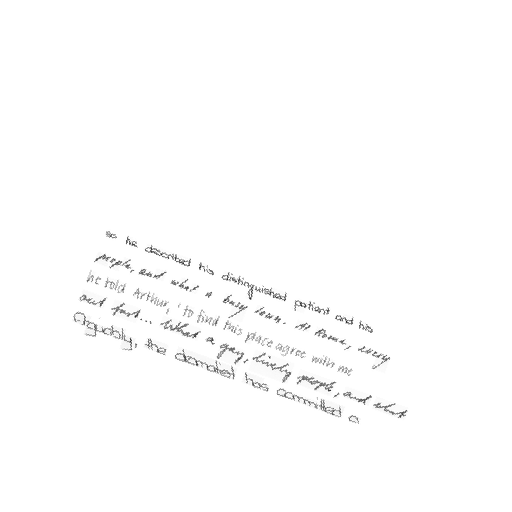 so he described his distinguished patient and his
people, and what a busy town. At Rome, every
he told Arthur, 'to find this place agree with me
and fast... What a gay, lively people, and what
Arguably, the domaitel has committed a